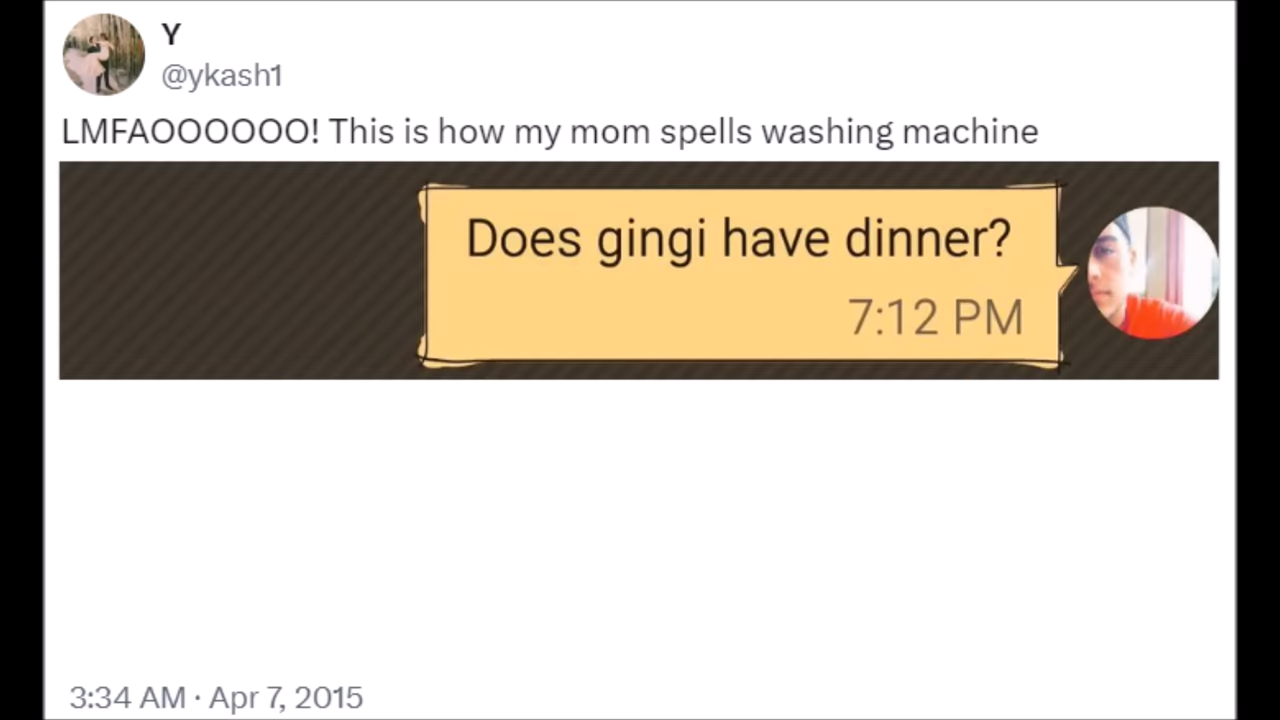 Y
@ykash1
LMFAOOOOOO! This is how my mom spells washing machine
Does gingi have dinner?
7:12 PM
3:34 AM · Apr 7, 2015